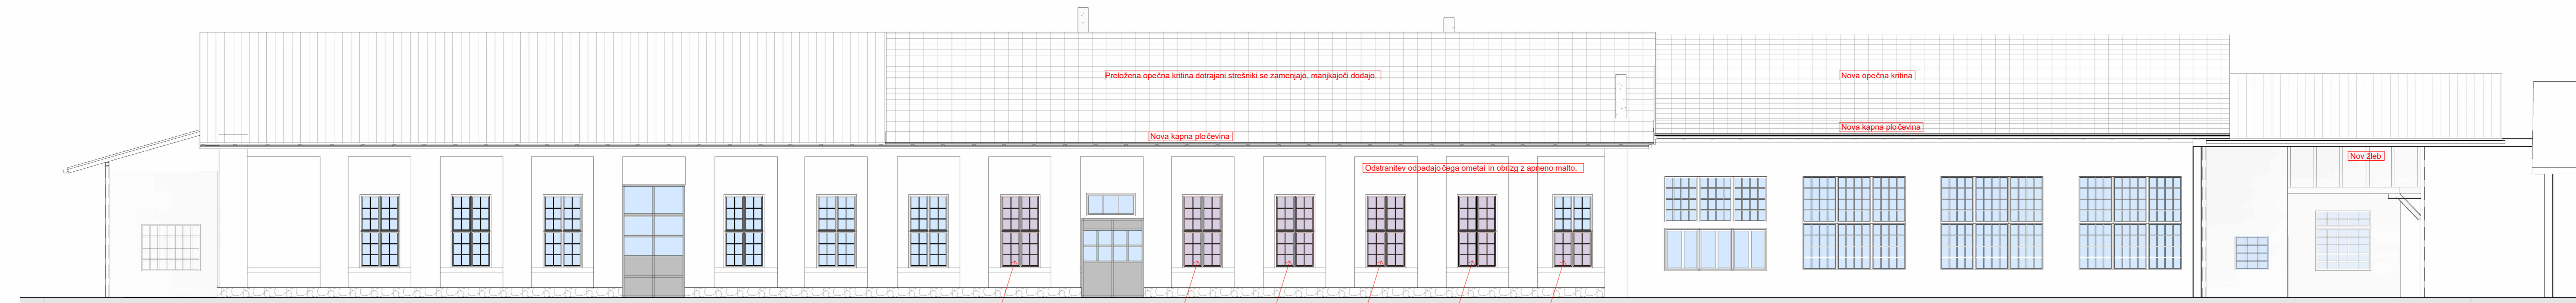 Preložena opečna kritina dotrajani strešniki se zamenjajo, manjkajoči dodajo.
Nova opečna kritina
Nova kapna pločevina
Nova kapna pločevina
Nov žleb
Odstranitev odpadajočega ometai in obrizg z apneno malto.